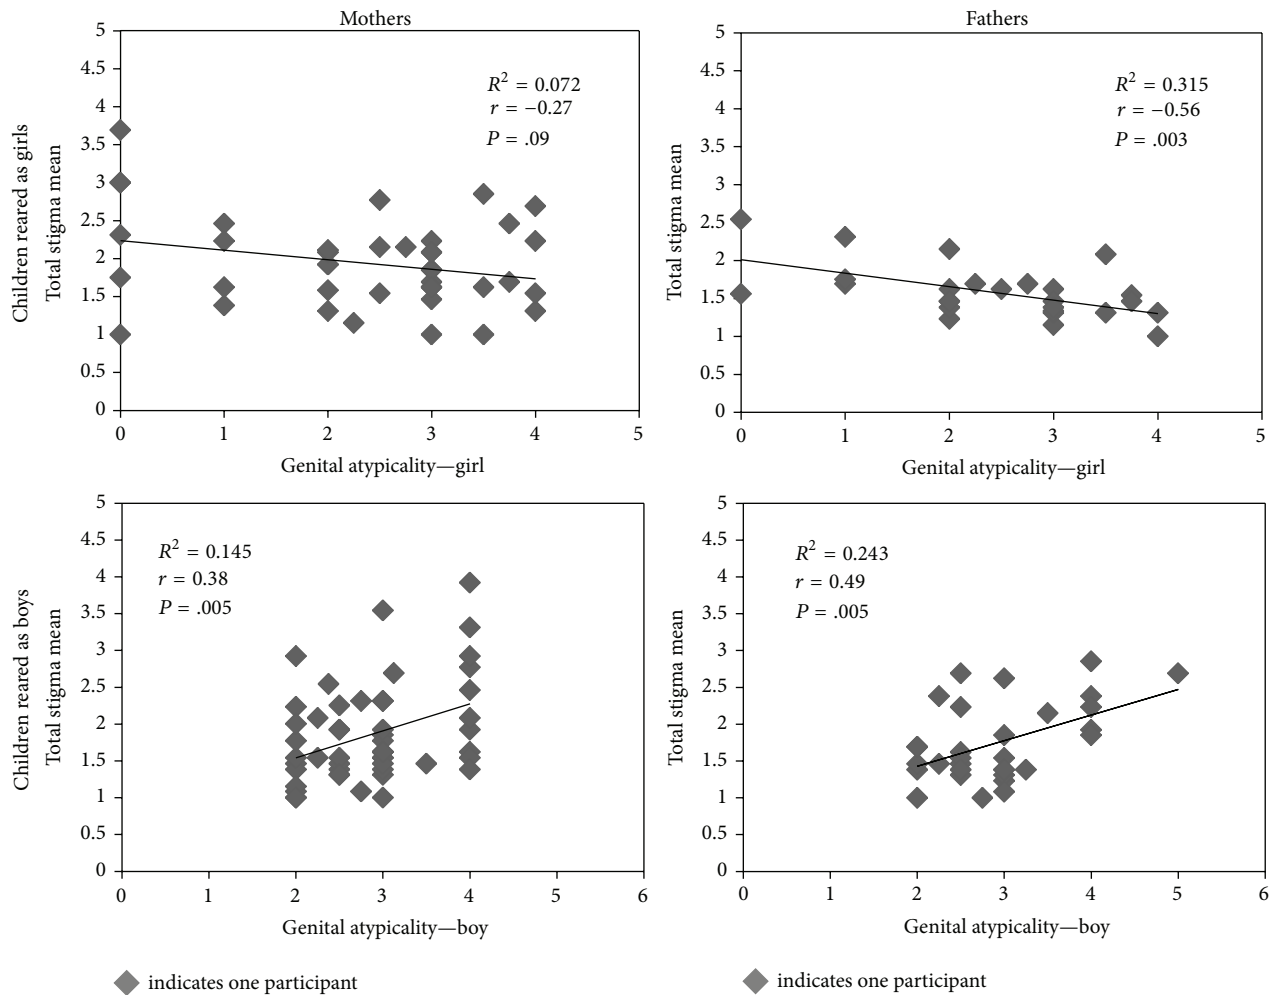 Mothers
Children reared as girls
Total stigma mean
5
4.5
4
3.5
3
2.5
2
1.5
1
0.5
0
R² = 0.072
r = −0.27
P = .09
0 1 2 3 4 5
Genital atypicality—girl
Fathers
Total stigma mean
5
4.5
4
3.5
3
2.5
2
1.5
1
0.5
0
R² = 0.315
r = −0.56
P = .003
0 1 2 3 4 5
Genital atypicality—girl
Children reared as boys
Total stigma mean
5
4.5
4
3.5
3
2.5
2
1.5
1
0.5
0
R² = 0.145
r = 0.38
P = .005
0 1 2 3 4 5 6
Genital atypicality—boy
indicates one participant
Total stigma mean
5
4.5
4
3.5
3
2.5
2
1.5
1
0.5
0
R² = 0.243
r = 0.49
P = .005
0 1 2 3 4 5 6
Genital atypicality—boy
indicates one participant